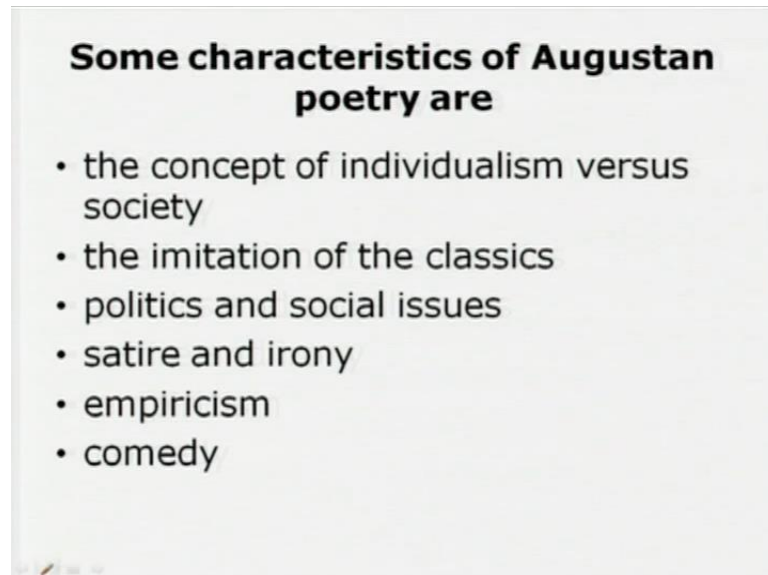 Some characteristics of Augustan
poetry are
• the concept of individualism versus
society
• the imitation of the classics
• politics and social issues
• satire and irony
• empiricism
• comedy